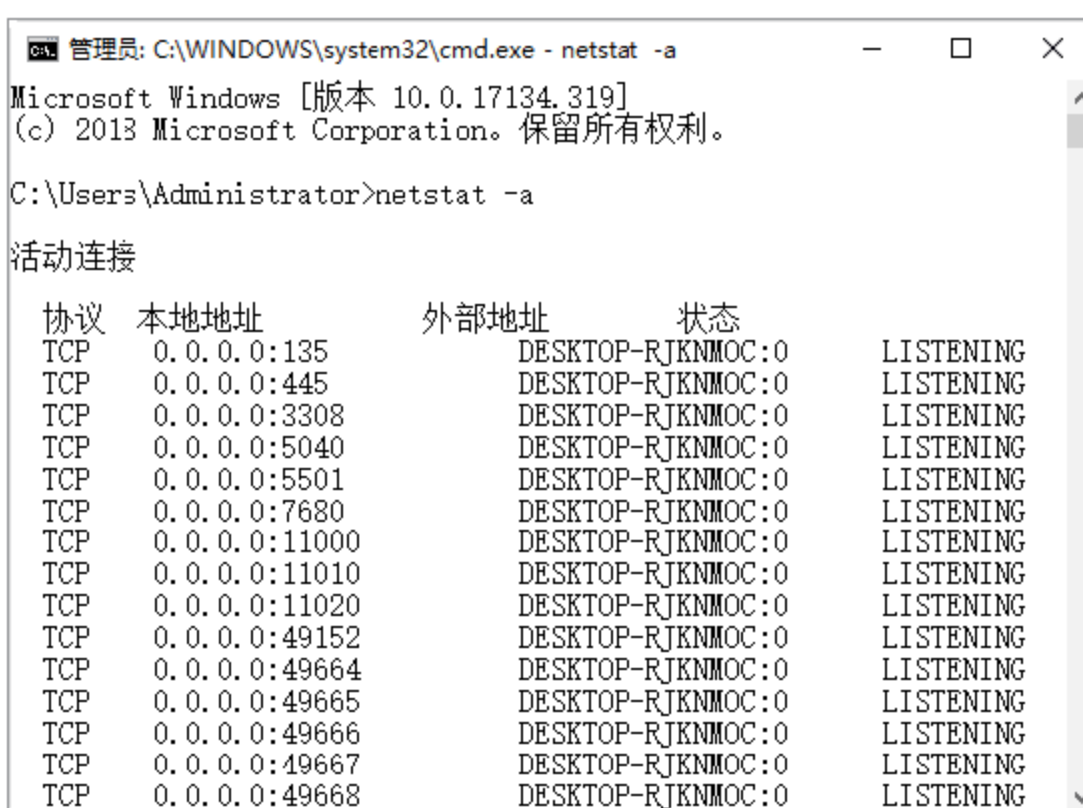 管理员: C:\WINDOWS\system32\cmd.exe - netstat -a
Microsoft Windows [版本 10.0.17134.319]
(c) 2018 Microsoft Corporation。保留所有权利。
C:\Users\Administrator>netstat -a
活动连接
协议 本地地址 外部地址 状态
TCP 0.0.0.0:135 DESKTOP-RJKNMOC:0 LISTENING
TCP 0.0.0.0:445 DESKTOP-RJKNMOC:0 LISTENING
TCP 0.0.0.0:3308 DESKTOP-RJKNMOC:0 LISTENING
TCP 0.0.0.0:5040 DESKTOP-RJKNMOC:0 LISTENING
TCP 0.0.0.0:5501 DESKTOP-RJKNMOC:0 LISTENING
TCP 0.0.0.0:7680 DESKTOP-RJKNMOC:0 LISTENING
TCP 0.0.0.0:11000 DESKTOP-RJKNMOC:0 LISTENING
TCP 0.0.0.0:11010 DESKTOP-RJKNMOC:0 LISTENING
TCP 0.0.0.0:11020 DESKTOP-RJKNMOC:0 LISTENING
TCP 0.0.0.0:49152 DESKTOP-RJKNMOC:0 LISTENING
TCP 0.0.0.0:49664 DESKTOP-RJKNMOC:0 LISTENING
TCP 0.0.0.0:49665 DESKTOP-RJKNMOC:0 LISTENING
TCP 0.0.0.0:49666 DESKTOP-RJKNMOC:0 LISTENING
TCP 0.0.0.0:49667 DESKTOP-RJKNMOC:0 LISTENING
TCP 0.0.0.0:49668 DESKTOP-RJKNMOC:0 LISTENING